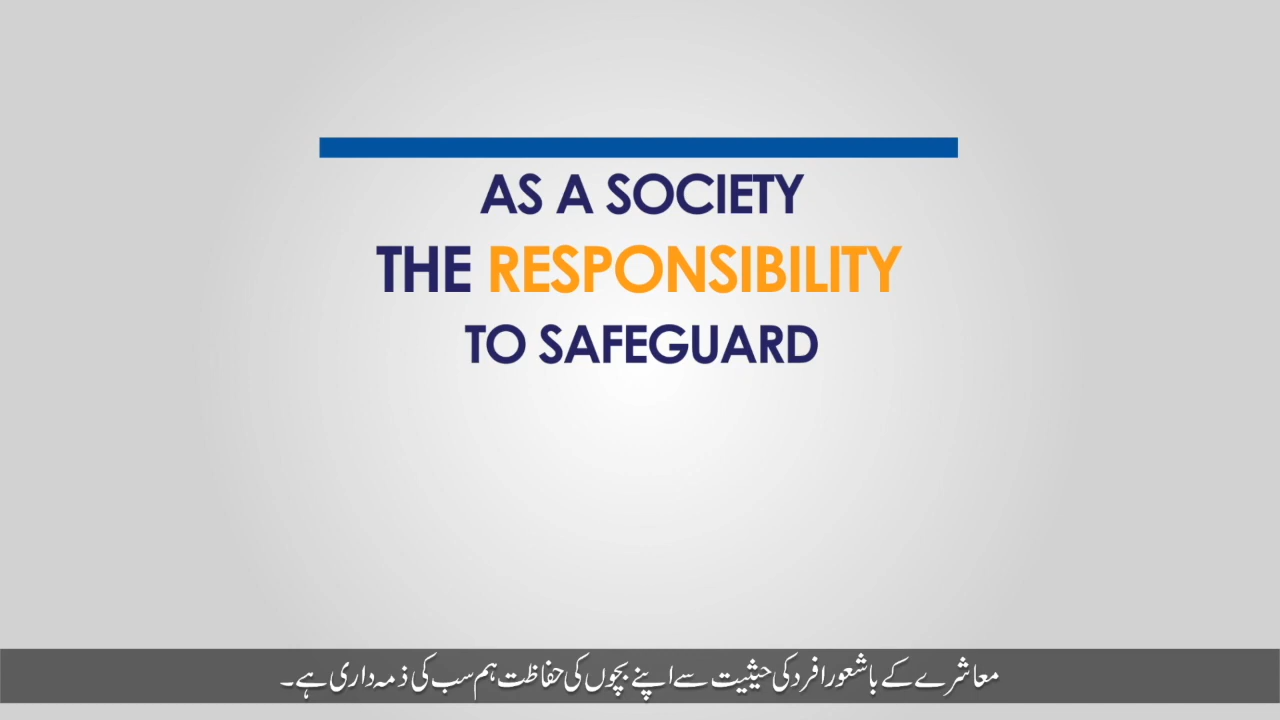 AS A SOCIETY
THE RESPONSIBILITY
TO SAFEGUARD
معاشرے کے باشعور افرد کی حیثیت سے اپنے بچوں کی حفاظت ہم سب کی ذمہ داری ہے۔